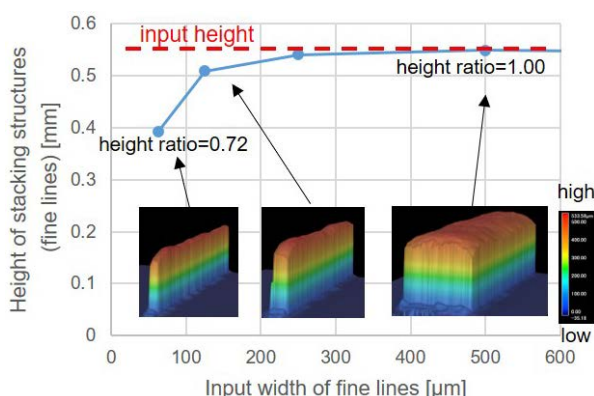 Height of stacking structures
(fine lines) [mm]
0.6
0.5
0.4
0.3
0.2
0.1
0
input height
height ratio=1.00
height ratio=0.72
high
low
0
100
200
300
400
500
600
Input width of fine lines [μm]